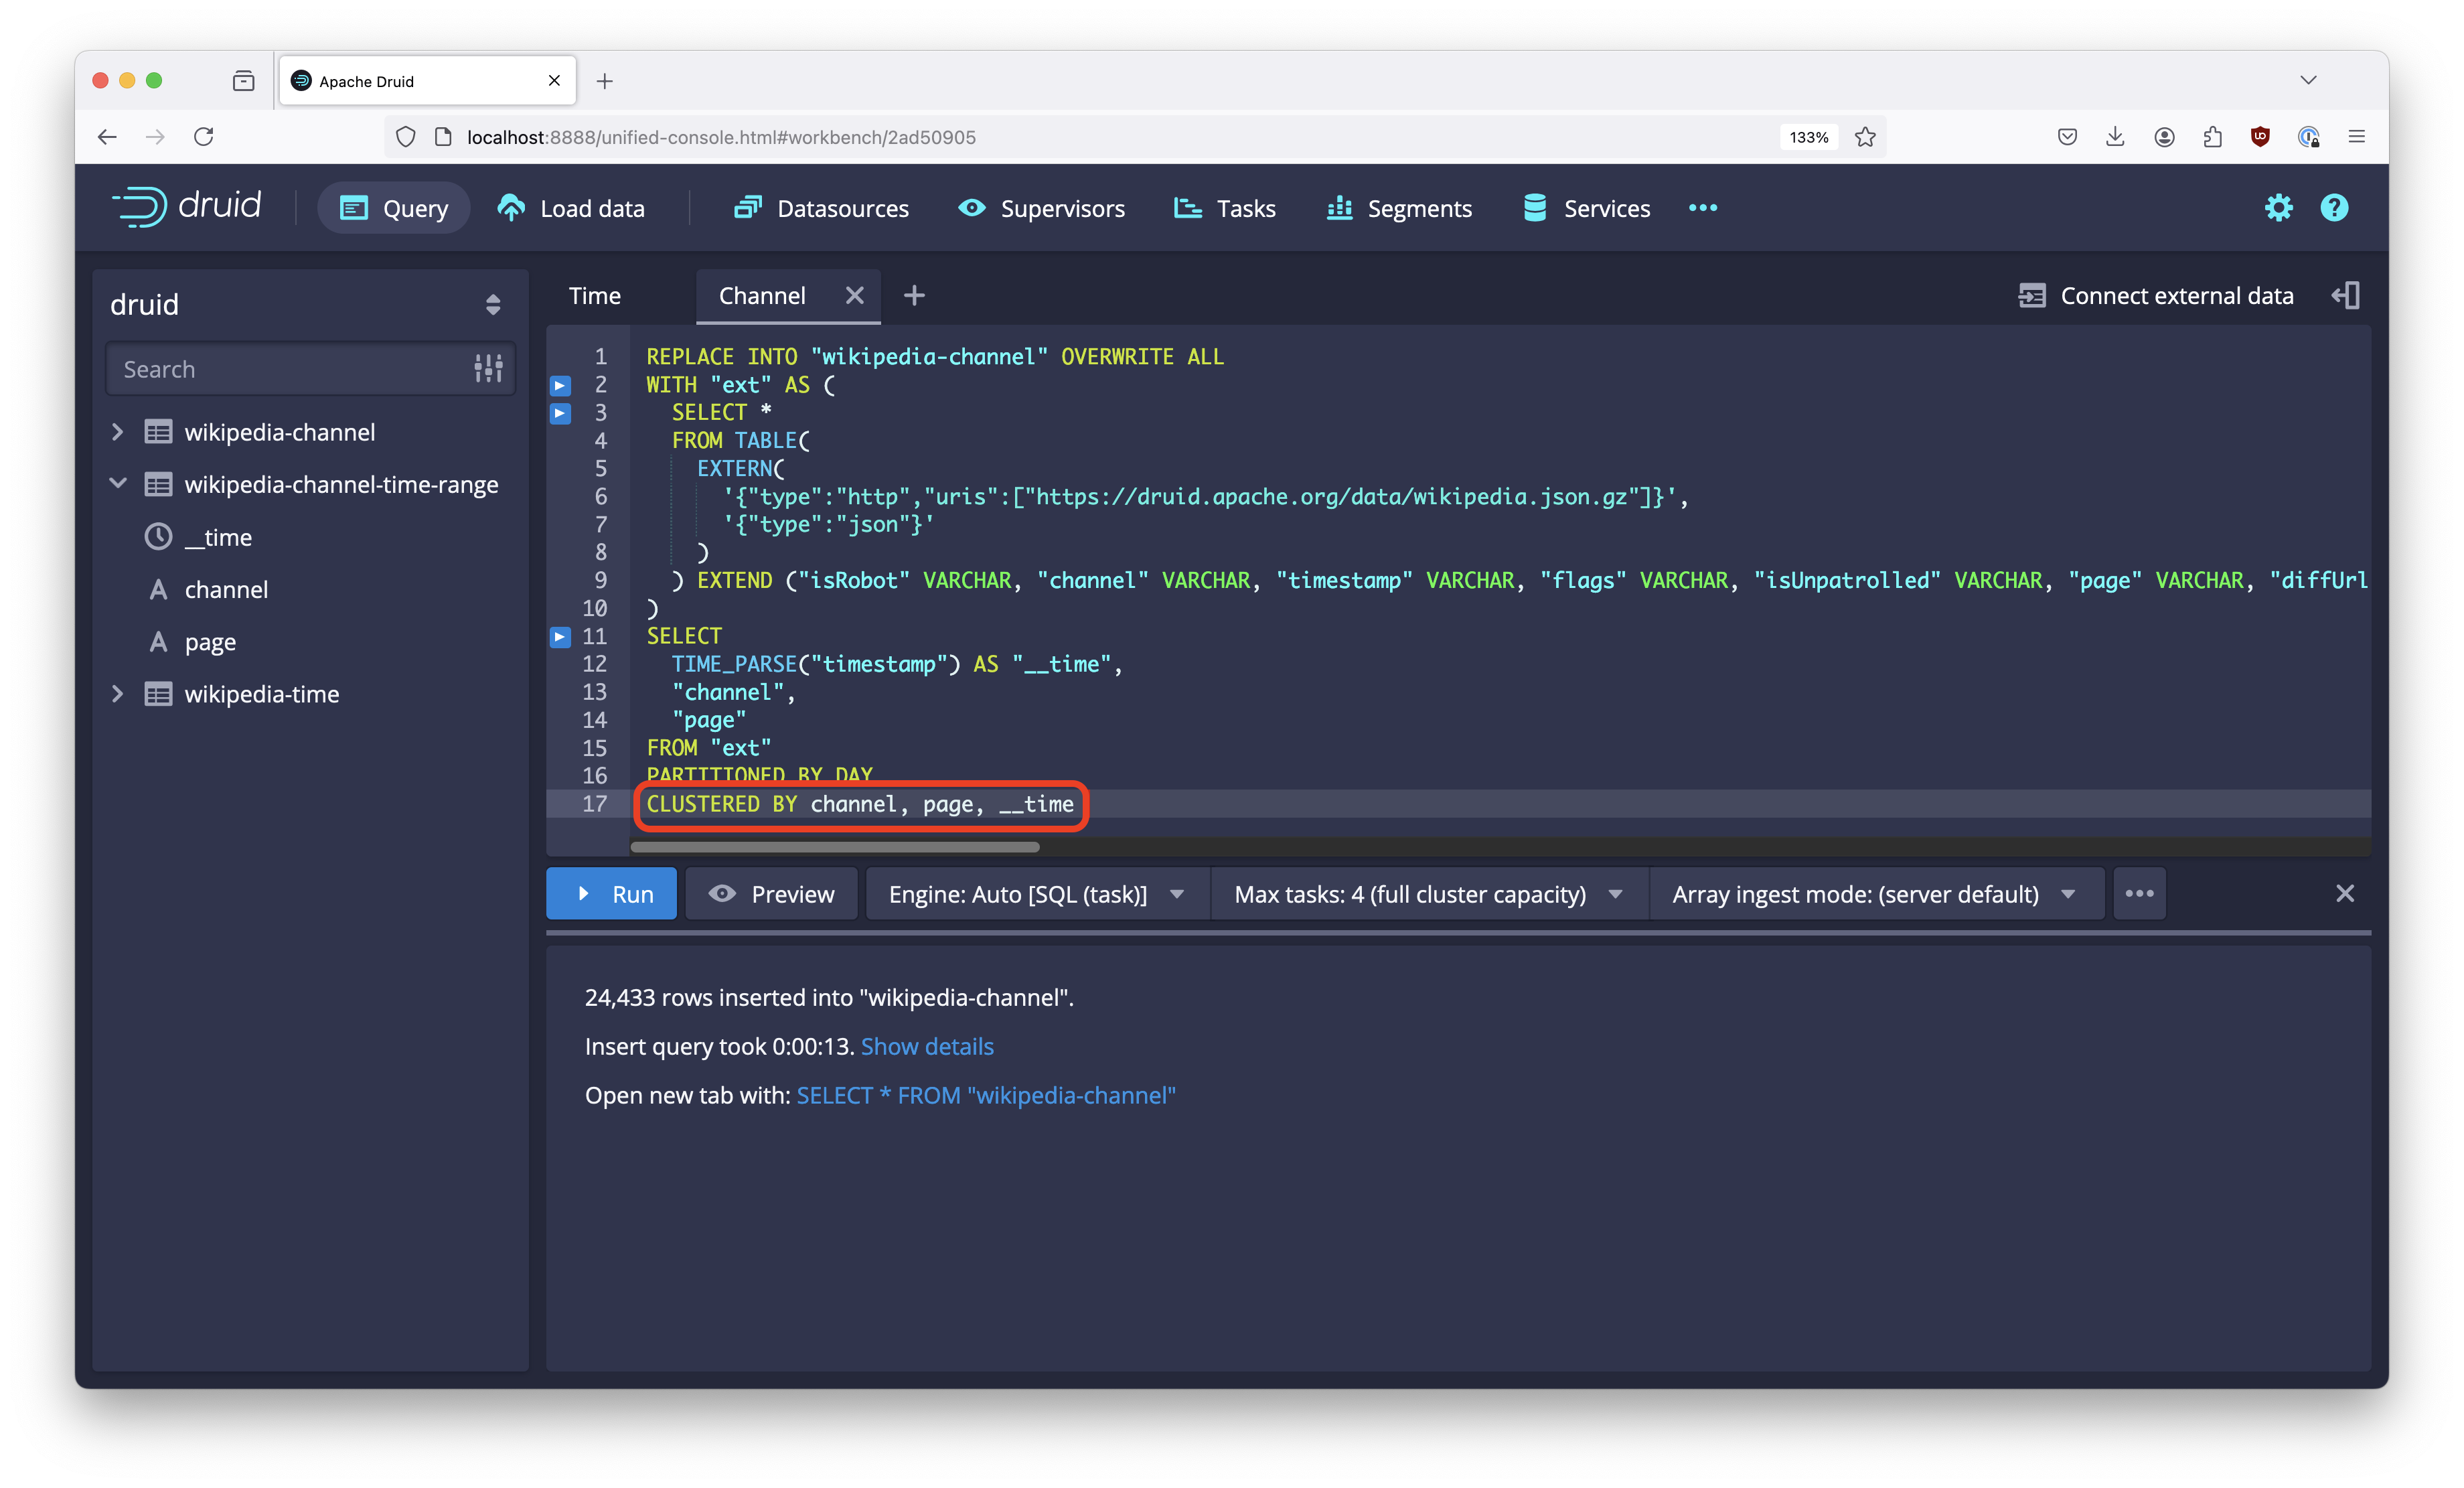 Apache Druid
localhost:8888/unified-console.html#workbench/2ad50905
133%
druid
Query
Load data
Datasources
Supervisors
Tasks
Segments
Services
druid
Search
wikipedia-channel
wikipedia-channel-time-range
__time
channel
page
wikipedia-time
Time
Channel
Connect external data
1 REPLACE INTO "wikipedia-channel" OVERWRITE ALL
2 WITH "ext" AS (
3 SELECT *
4 FROM TABLE(
5 EXTERN(
6 '{"type":"http","uris":["https://druid.apache.org/data/wikipedia.json.gz"]}',
7 '{"type":"json"}'
8 )
9 ) EXTEND ("isRobot" VARCHAR, "channel" VARCHAR, "timestamp" VARCHAR, "flags" VARCHAR, "isUnpatrolled" VARCHAR, "page" VARCHAR, "diffUrl
10 )
11 SELECT
12 TIME_PARSE("timestamp") AS "__time",
13 "channel",
14 "page"
15 FROM "ext"
16 PARTITIONED BY DAY
17 CLUSTERED BY channel, page, __time
Run
Preview
Engine: Auto [SQL (task)]
Max tasks: 4 (full cluster capacity)
Array ingest mode: (server default)
24,433 rows inserted into "wikipedia-channel".
Insert query took 0:00:13. Show details
Open new tab with: SELECT * FROM "wikipedia-channel"